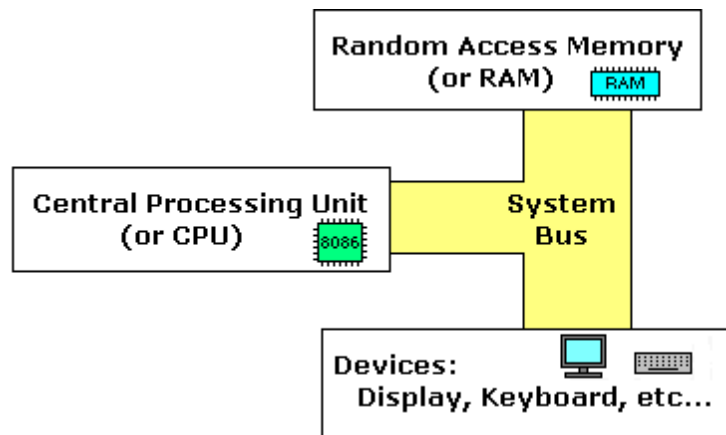 Random Access Memory
(or RAM)
RAM
Central Processing Unit
(or CPU)
8086
System
Bus
Devices:
Display, Keyboard, etc...